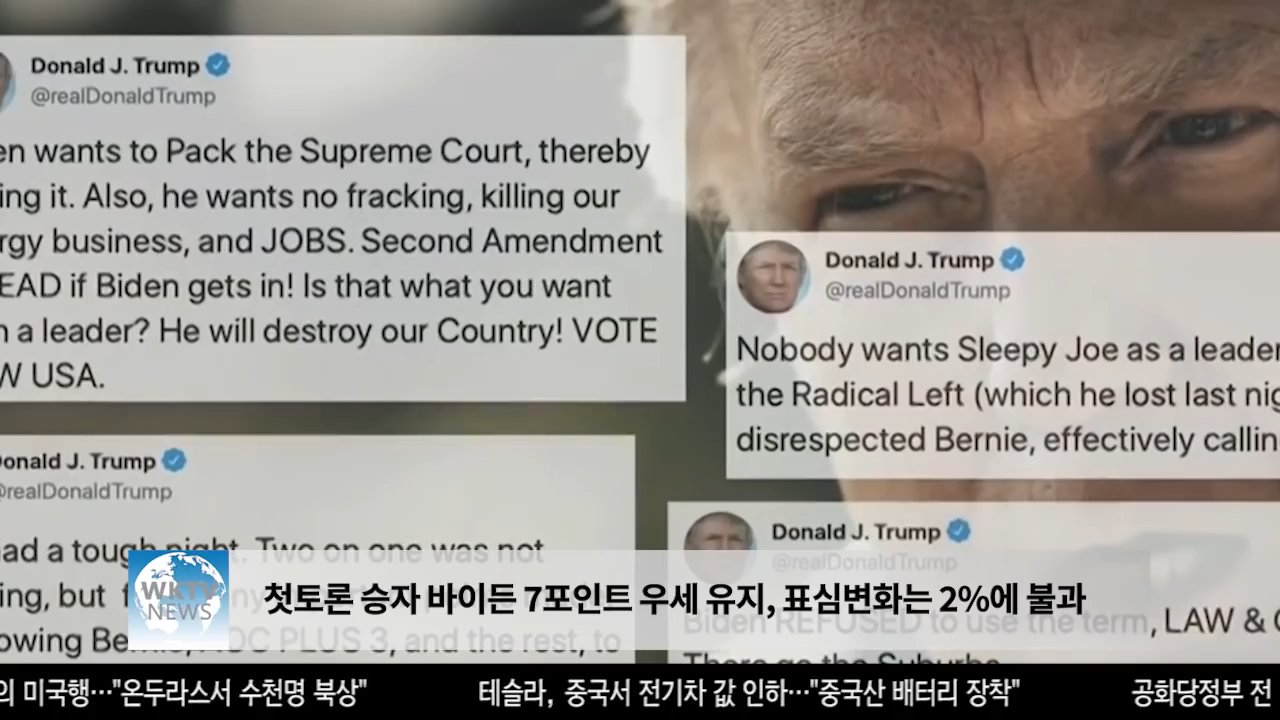 Donald J. Trump
@realDonaldTrump
en wants to Pack the Supreme Court, thereby
ing it. Also, he wants no fracking, killing our
rgy business, and JOBS. Second Amendment
EAD if Biden gets in! Is that what you want
n a leader? He will destroy our Country! VOTE
W USA.
Donald J. Trump
@realDonaldTrump
Nobody wants Sleepy Joe as a leader
the Radical Left (which he lost last nig
disrespected Bernie, effectively callin
onald J. Trump
@realDonaldTrump
ad a tough night. Two on one was not
ing, but
owing Be OC PLUS 3, and the rest, to
Donald J. Trump
@realDonaldTrump
Biden REFUSED to use the term, LAW &
There go the Suburbs
WKTV
NEWS
첫토론 승자 바이든 7포인트 우세 유지, 표심변화는 2%에 불과
의 미국행…"온두라스서 수천명 북상" 테슬라, 중국서 전기차 값 인하…"중국산 배터리 장착" 공화당정부 전